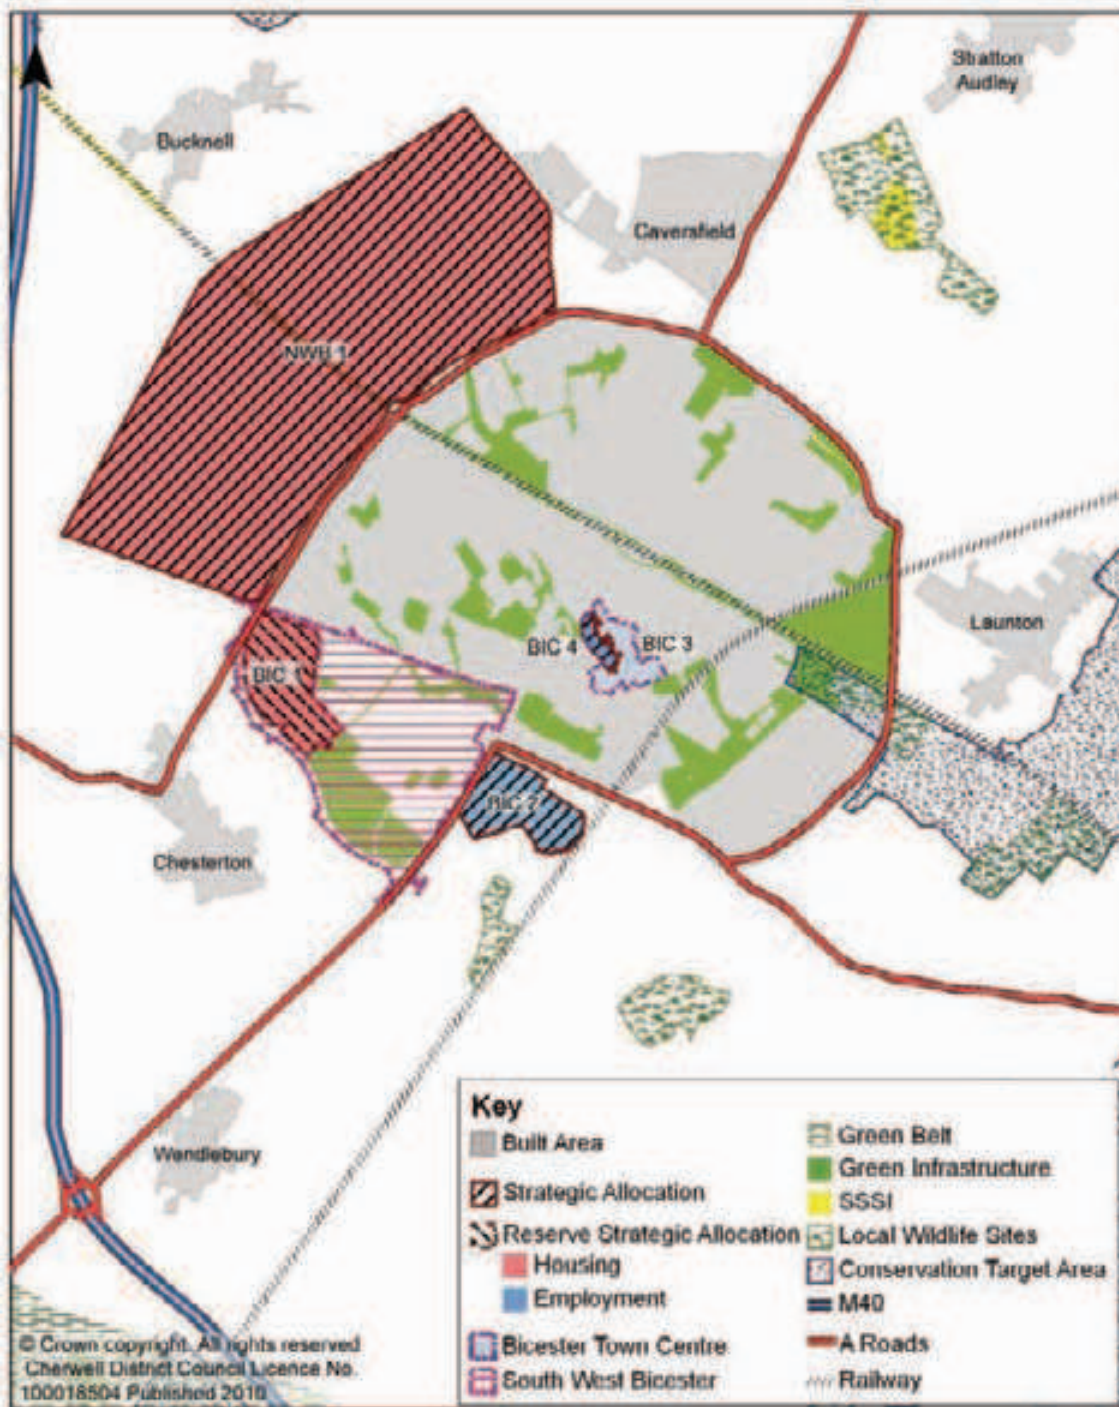 Stratton
Audley
Bucknell
Caversfield
NWB 1
Launton
BIC 4
BIC 3
BIC 1
BIC 2
Chesterton
Wendlebury
Key
Built Area
Strategic Allocation
Reserve Strategic Allocation
Housing
Employment
Bicester Town Centre
South West Bicester
Green Belt
Green Infrastructure
SSSI
Local Wildlife Sites
Conservation Target Area
M40
A Roads
Railway
© Crown copyright. All rights reserved
Cherwell District Council Licence No.
100018504 Published 2010